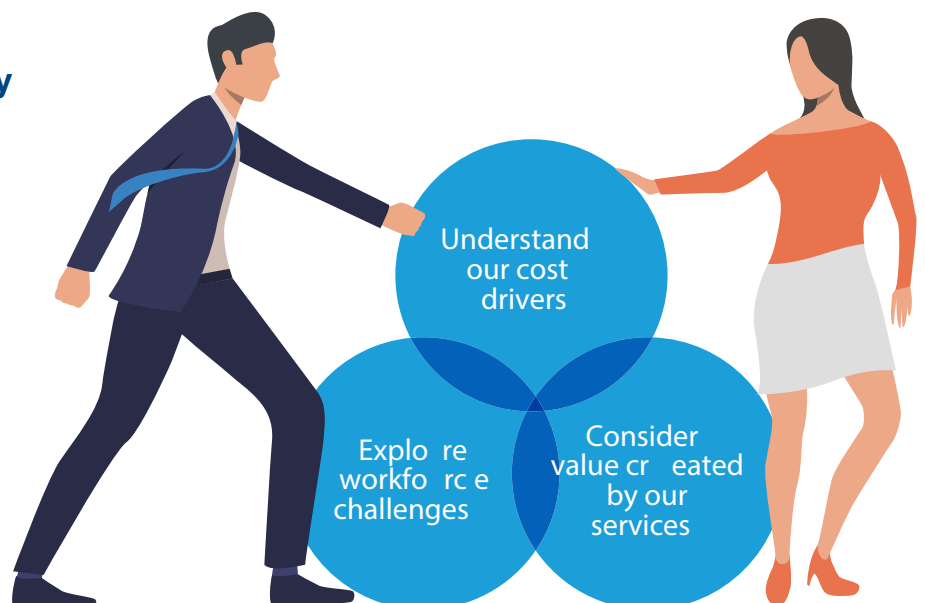 y
Understand
our cost
drivers
Explo re
workfo rc e
challenges
Consider
value cr eated
by our
services